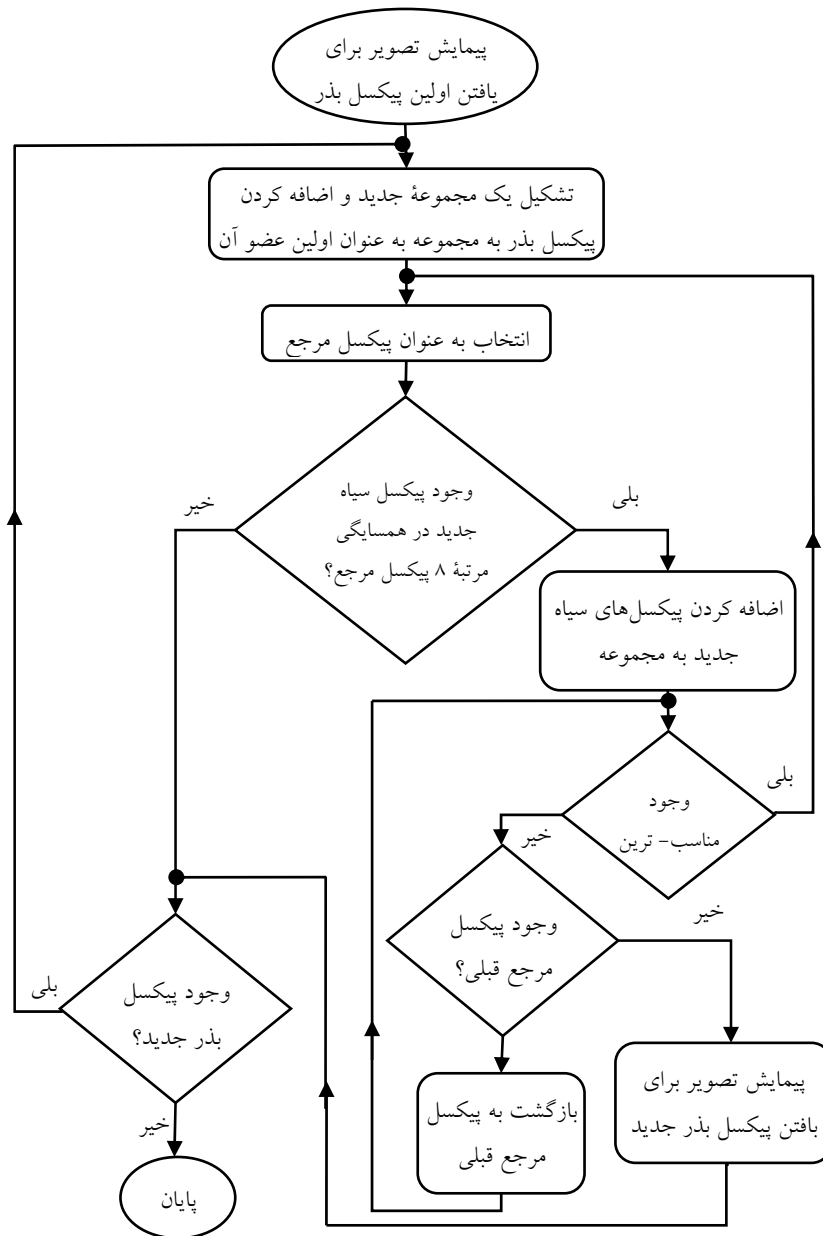 پیمایش تصویر برای
یافتن اولین پیکسل بذر
تشکیل یک مجموعهٔ جدید و اضافه کردن
پیکسل بذر به مجموعه به عنوان اولین عضو آن
انتخاب به عنوان پیکسل مرجع
وجود پیکسل سیاه
جدید در همسایگی
مرتبهٔ ۸ پیکسل مرجع؟
بلی
خیر
اضافه کردن پیکسل‌های سیاه
جدید به مجموعه
وجود
مناسب- ترین
بلی
خیر
وجود پیکسل
مرجع قبلی؟
خیر
وجود پیکسل
بذر جدید؟
بلی
خیر
پیمایش تصویر برای
یافتن پیکسل بذر جدید
بازگشت به پیکسل
مرجع قبلی
پایان